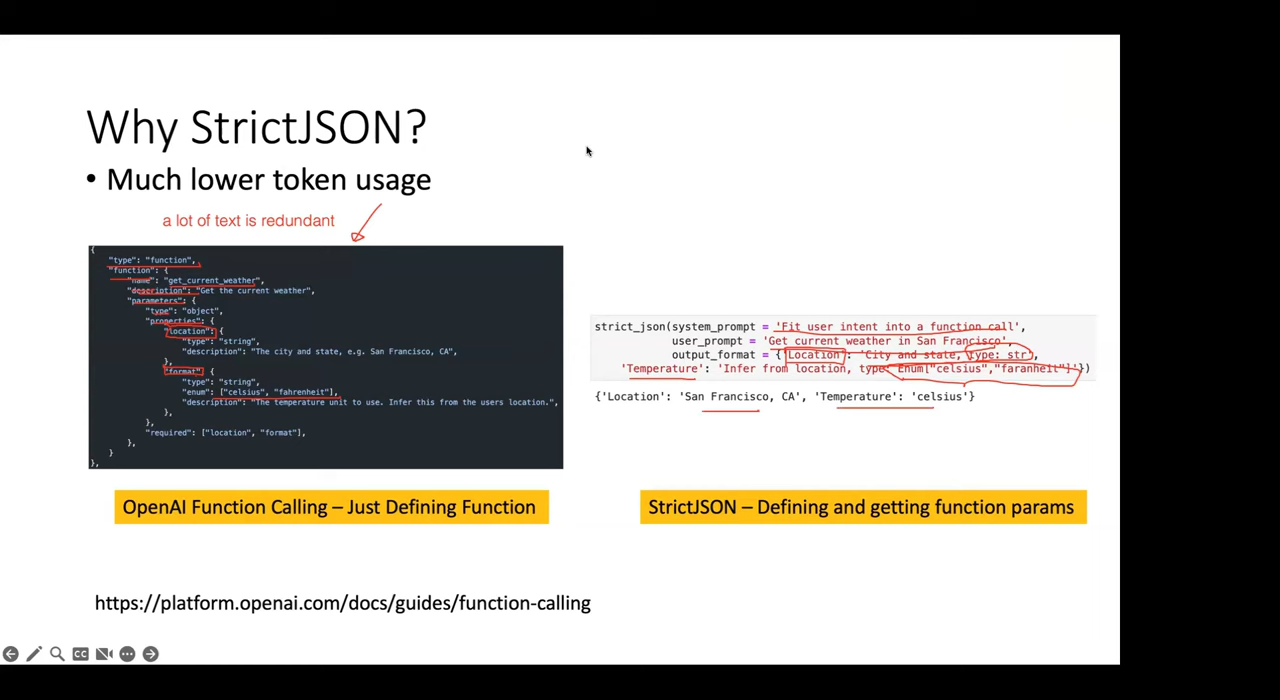 Why StrictJSON?
• Much lower token usage
a lot of text is redundant
{
"type": "function",
"function": {
"name": "get_current_weather",
"description": "Get the current weather",
"parameters": {
"type": "object",
"properties": {
"location": {
"type": "string",
"description": "The city and state, e.g. San Francisco, CA",
},
"format": {
"type": "string",
"enum": ["celsius", "fahrenheit"],
"description": "The temperature unit to use. Infer this from the users location.",
},
},
"required": ["location", "format"],
},
}
},
strict_json(system_prompt = 'Fit user intent into a function call',
user_prompt = 'Get current weather in San Francisco',
output_format = {'Location': 'City and state, type: str',
'Temperature': 'Infer from location, type: Enum["celsius","faranheit"]'})
{'Location': 'San Francisco, CA', 'Temperature': 'celsius'}
OpenAI Function Calling – Just Defining Function
StrictJSON – Defining and getting function params
https://platform.openai.com/docs/guides/function-calling
CC